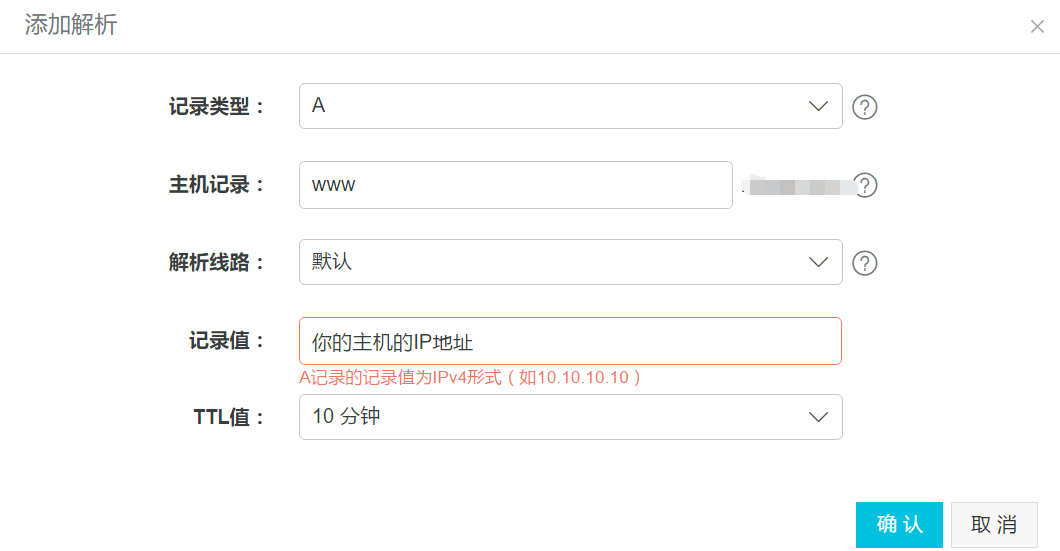 添加解析
记录类型： A
主机记录： www
解析线路： 默认
记录值： 你的主机的IP地址
A记录的记录值为IPv4形式（如10.10.10.10）
TTL值： 10 分钟
确 认 取 消